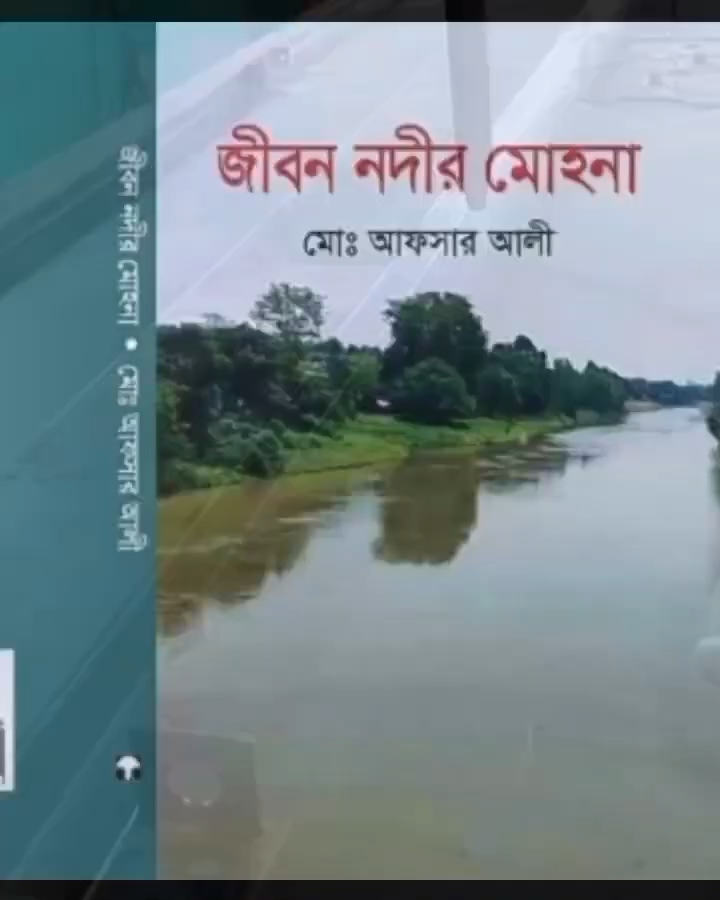 জীবন নদীর মোহনা
মোঃ আফসার আলী
জীবন নদীর মোহনা • মোঃ আফসার আলী